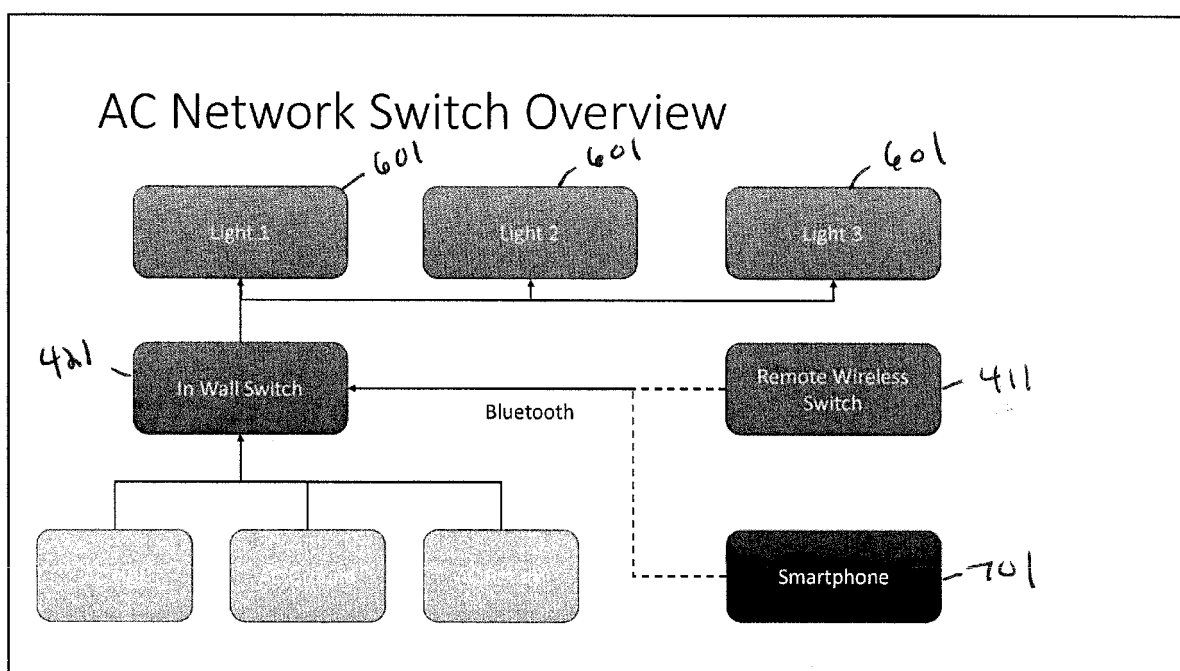 AC Network Switch Overview
601
601
601
Light 1
Light 2
Light 3
421
In Wall Switch
Bluetooth
Remote Wireless
Switch
411
Smartphone
701